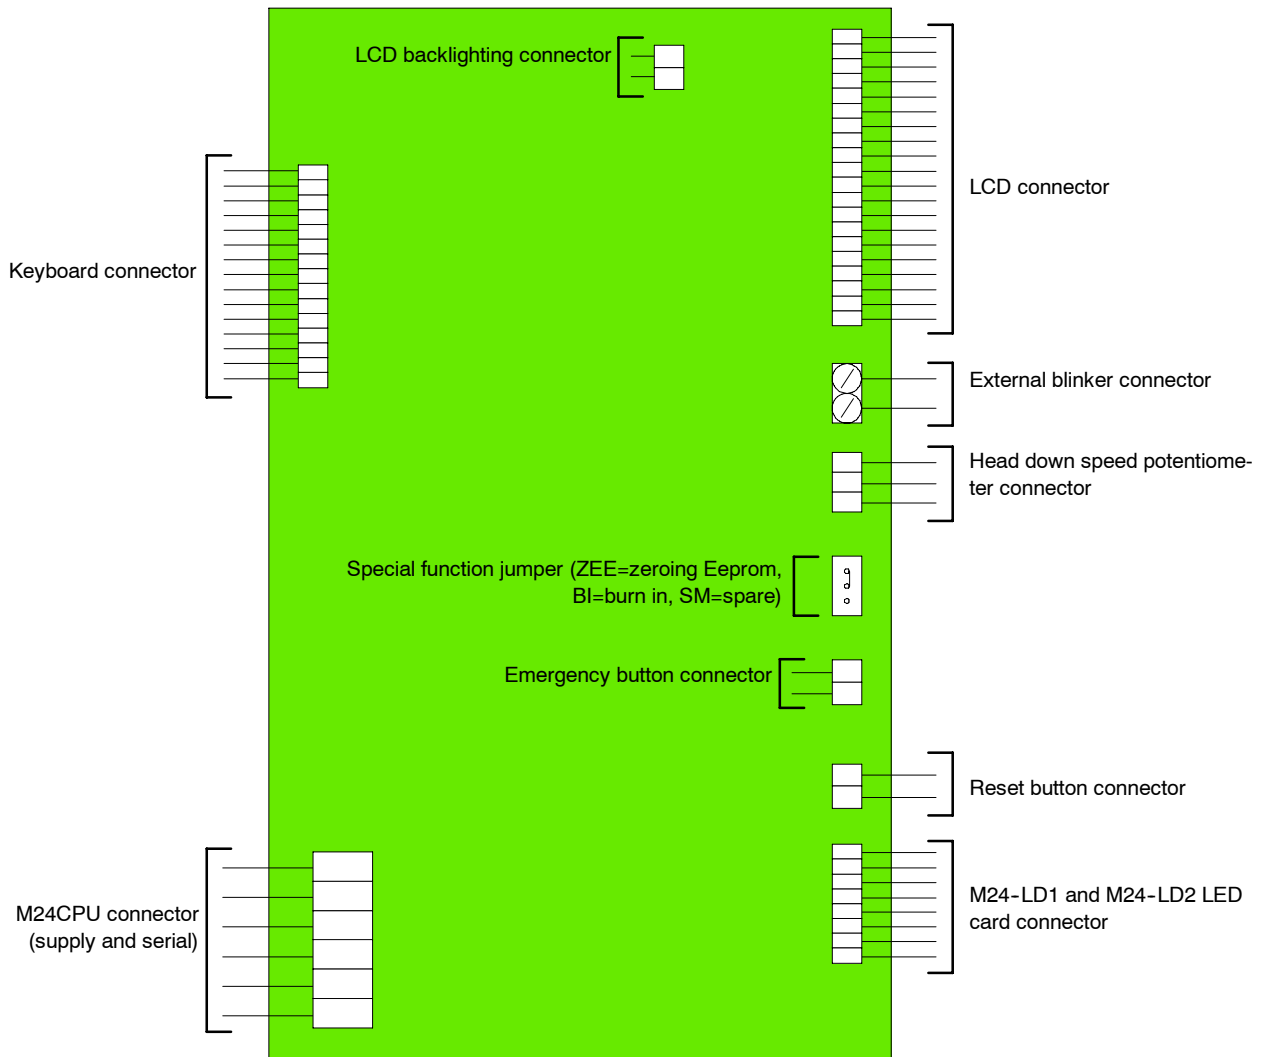 LCD backlighting connector
LCD connector
Keyboard connector
External blinker connector
Head down speed potentiome-
ter connector
Special function jumper (ZEE=zeroing Eeprom,
BI=burn in, SM=spare)
Emergency button connector
Reset button connector
M24-LD1 and M24-LD2 LED
card connector
M24CPU connector
(supply and serial)